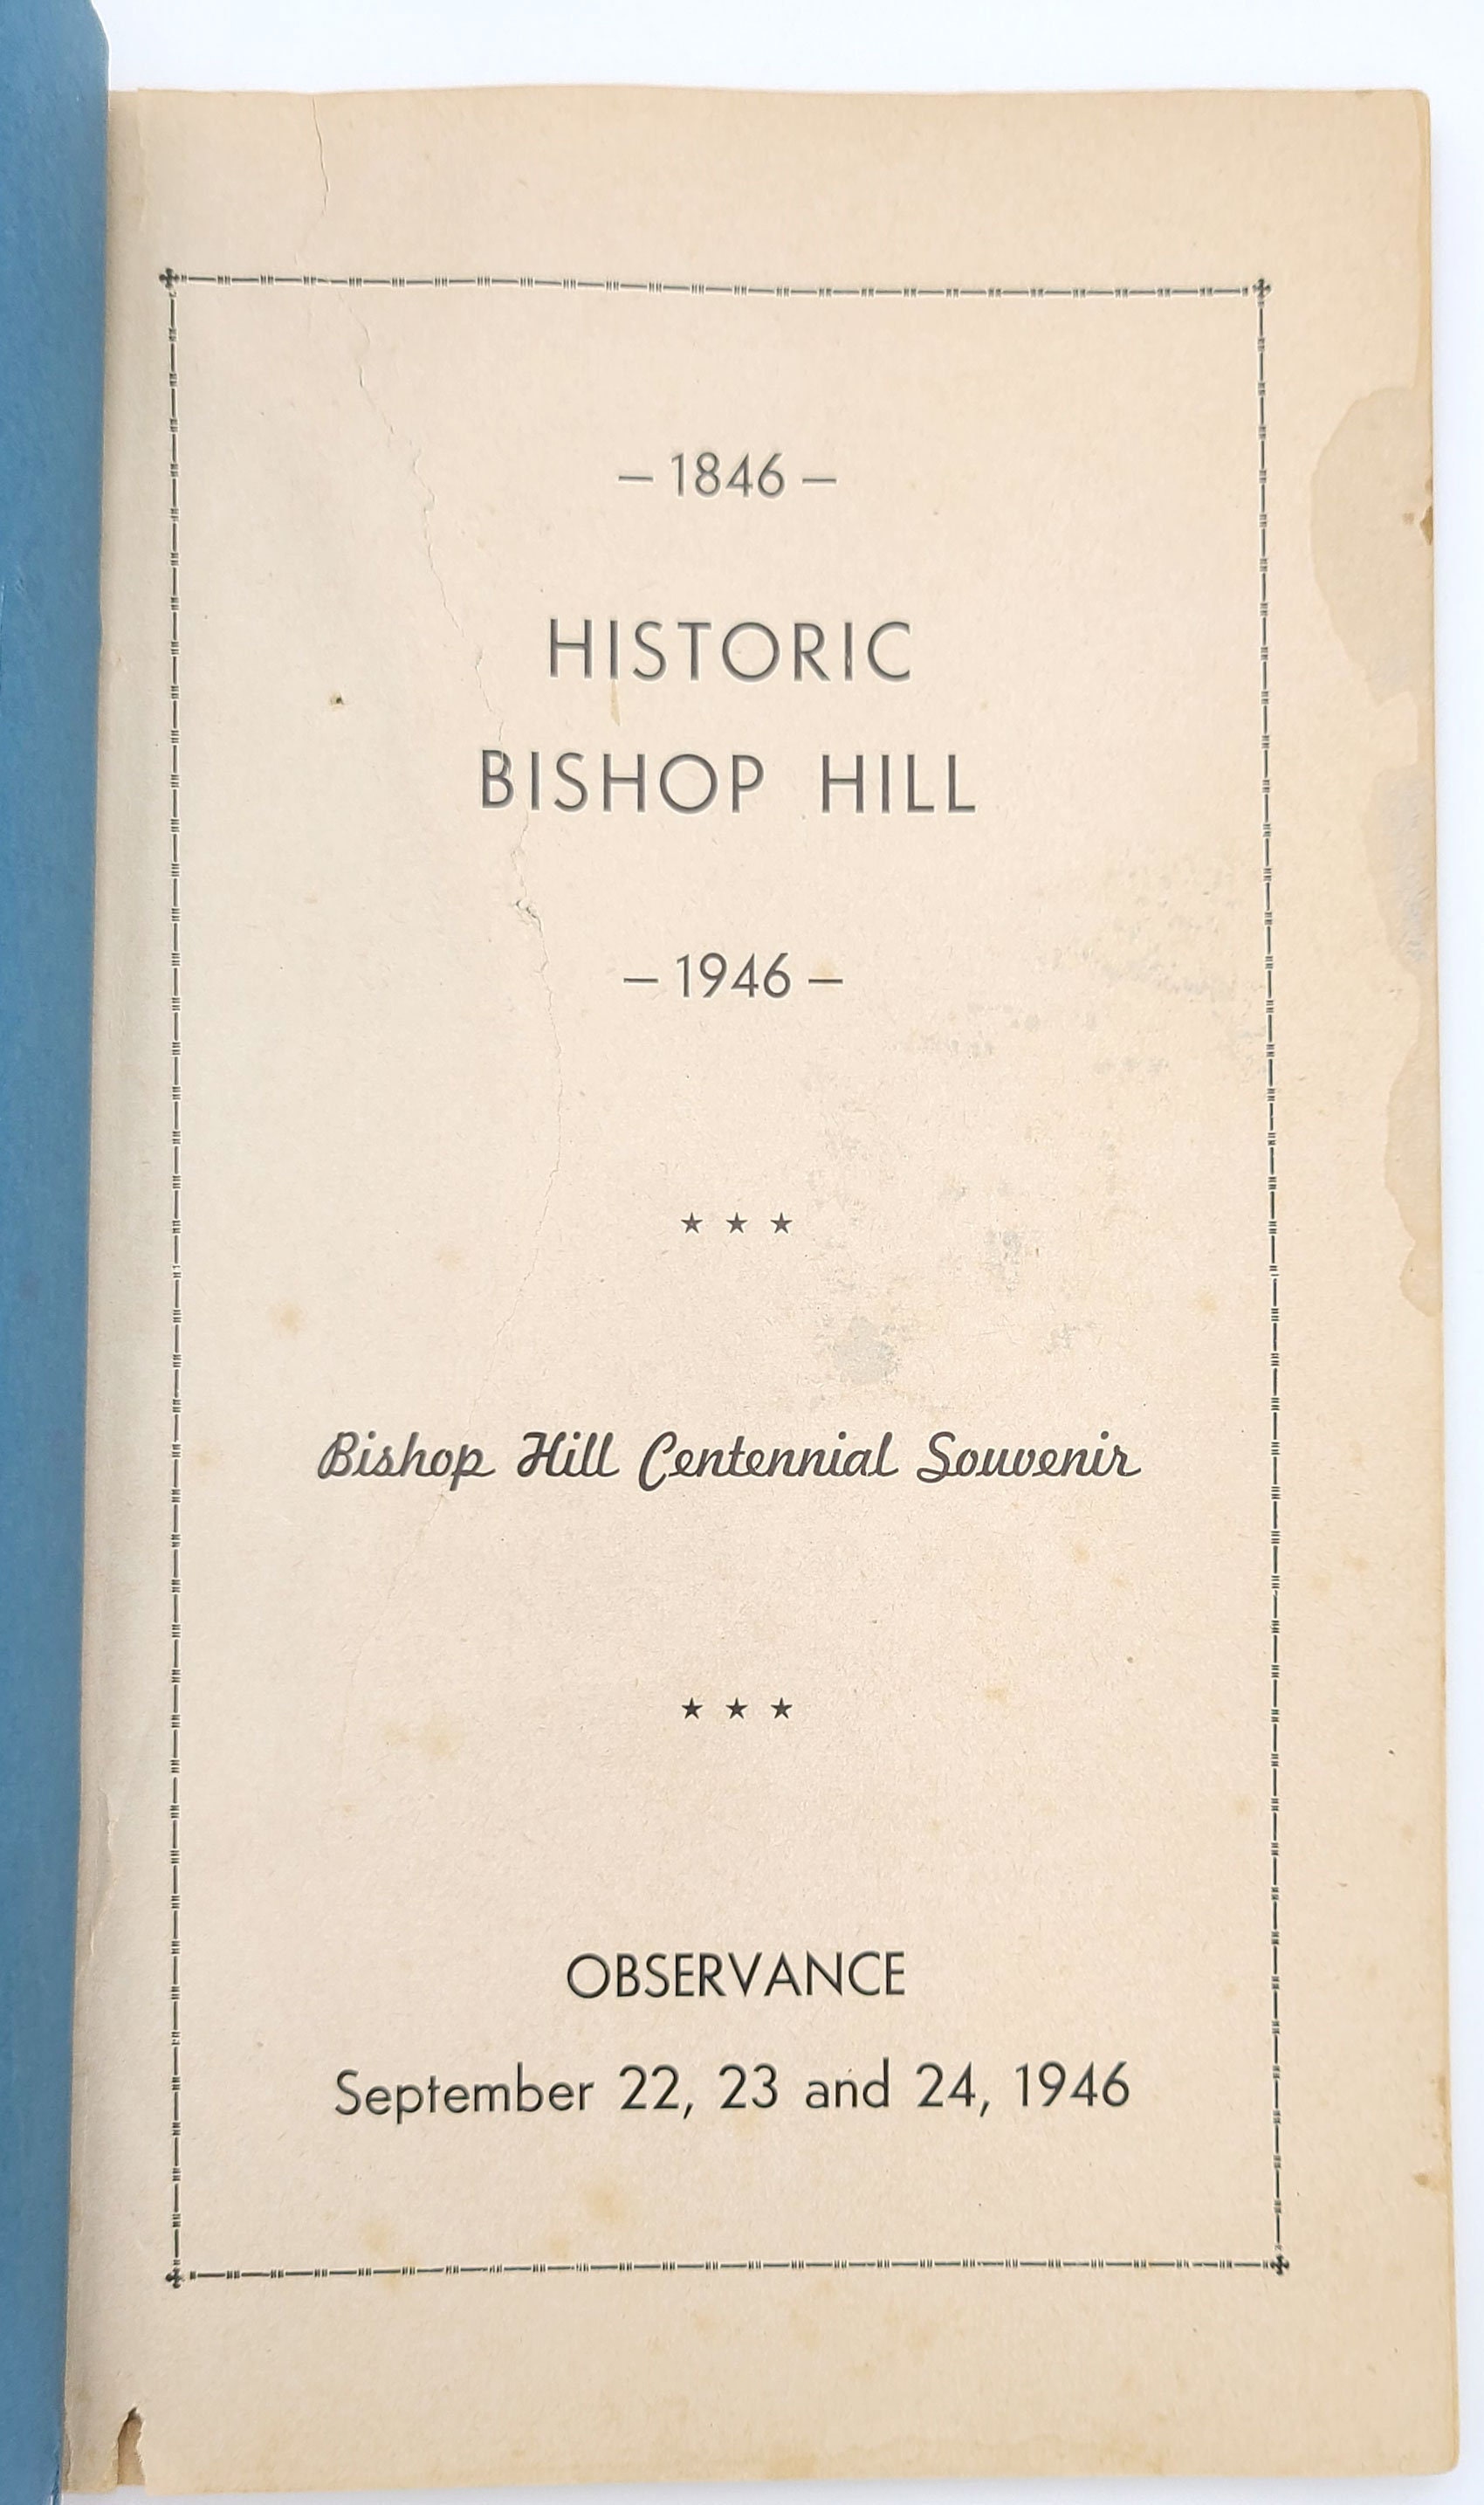 – 1846 –
HISTORIC
BISHOP HILL
– 1946 –
★ ★ ★
Bishop Hill Centennial Souvenir
★ ★ ★
OBSERVANCE
September 22, 23 and 24, 1946